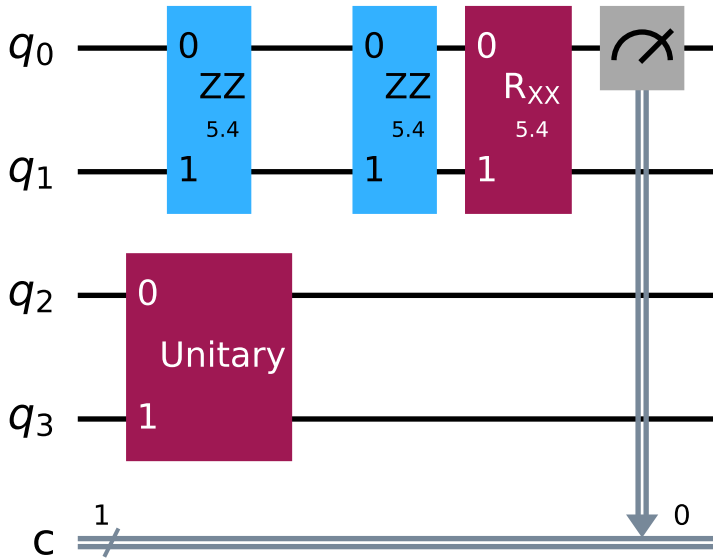 q0 0 0 0
ZZ ZZ RXX
5.4 5.4 5.4
q1 1 1 1
q2 0
Unitary
q3 1
1 0
c